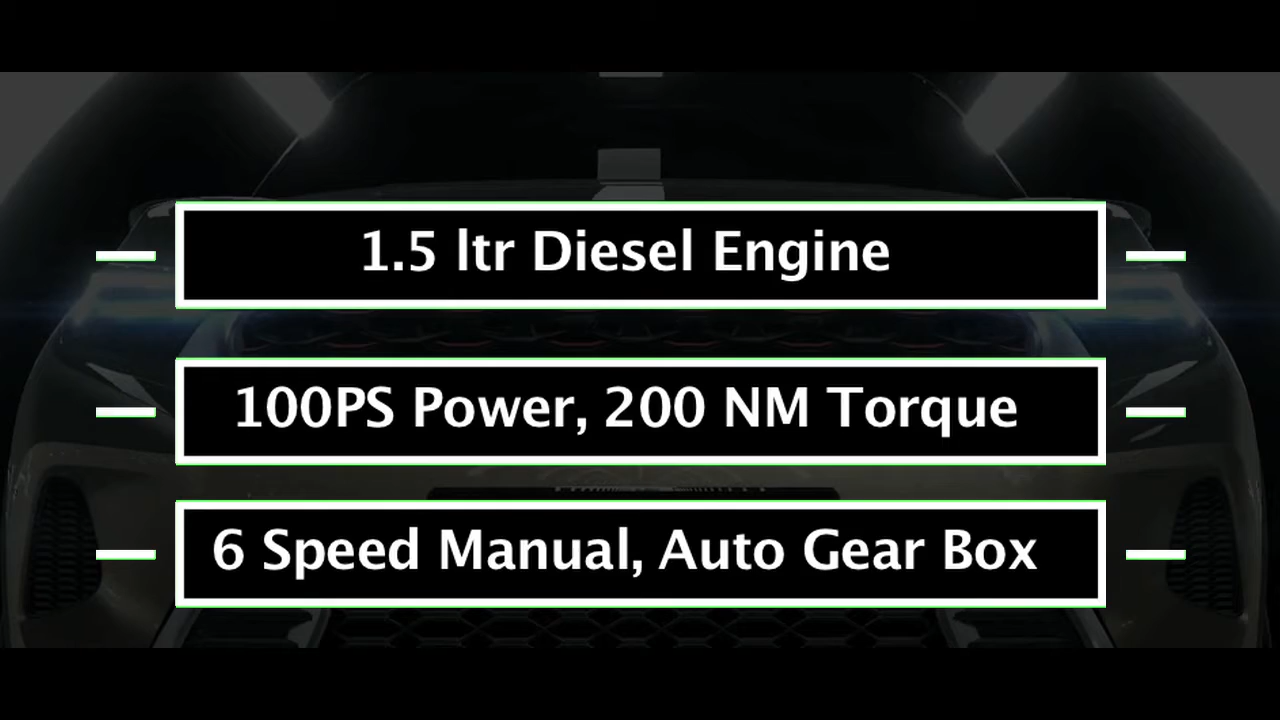 1.5 ltr Diesel Engine
100PS Power, 200 NM Torque
6 Speed Manual, Auto Gear Box